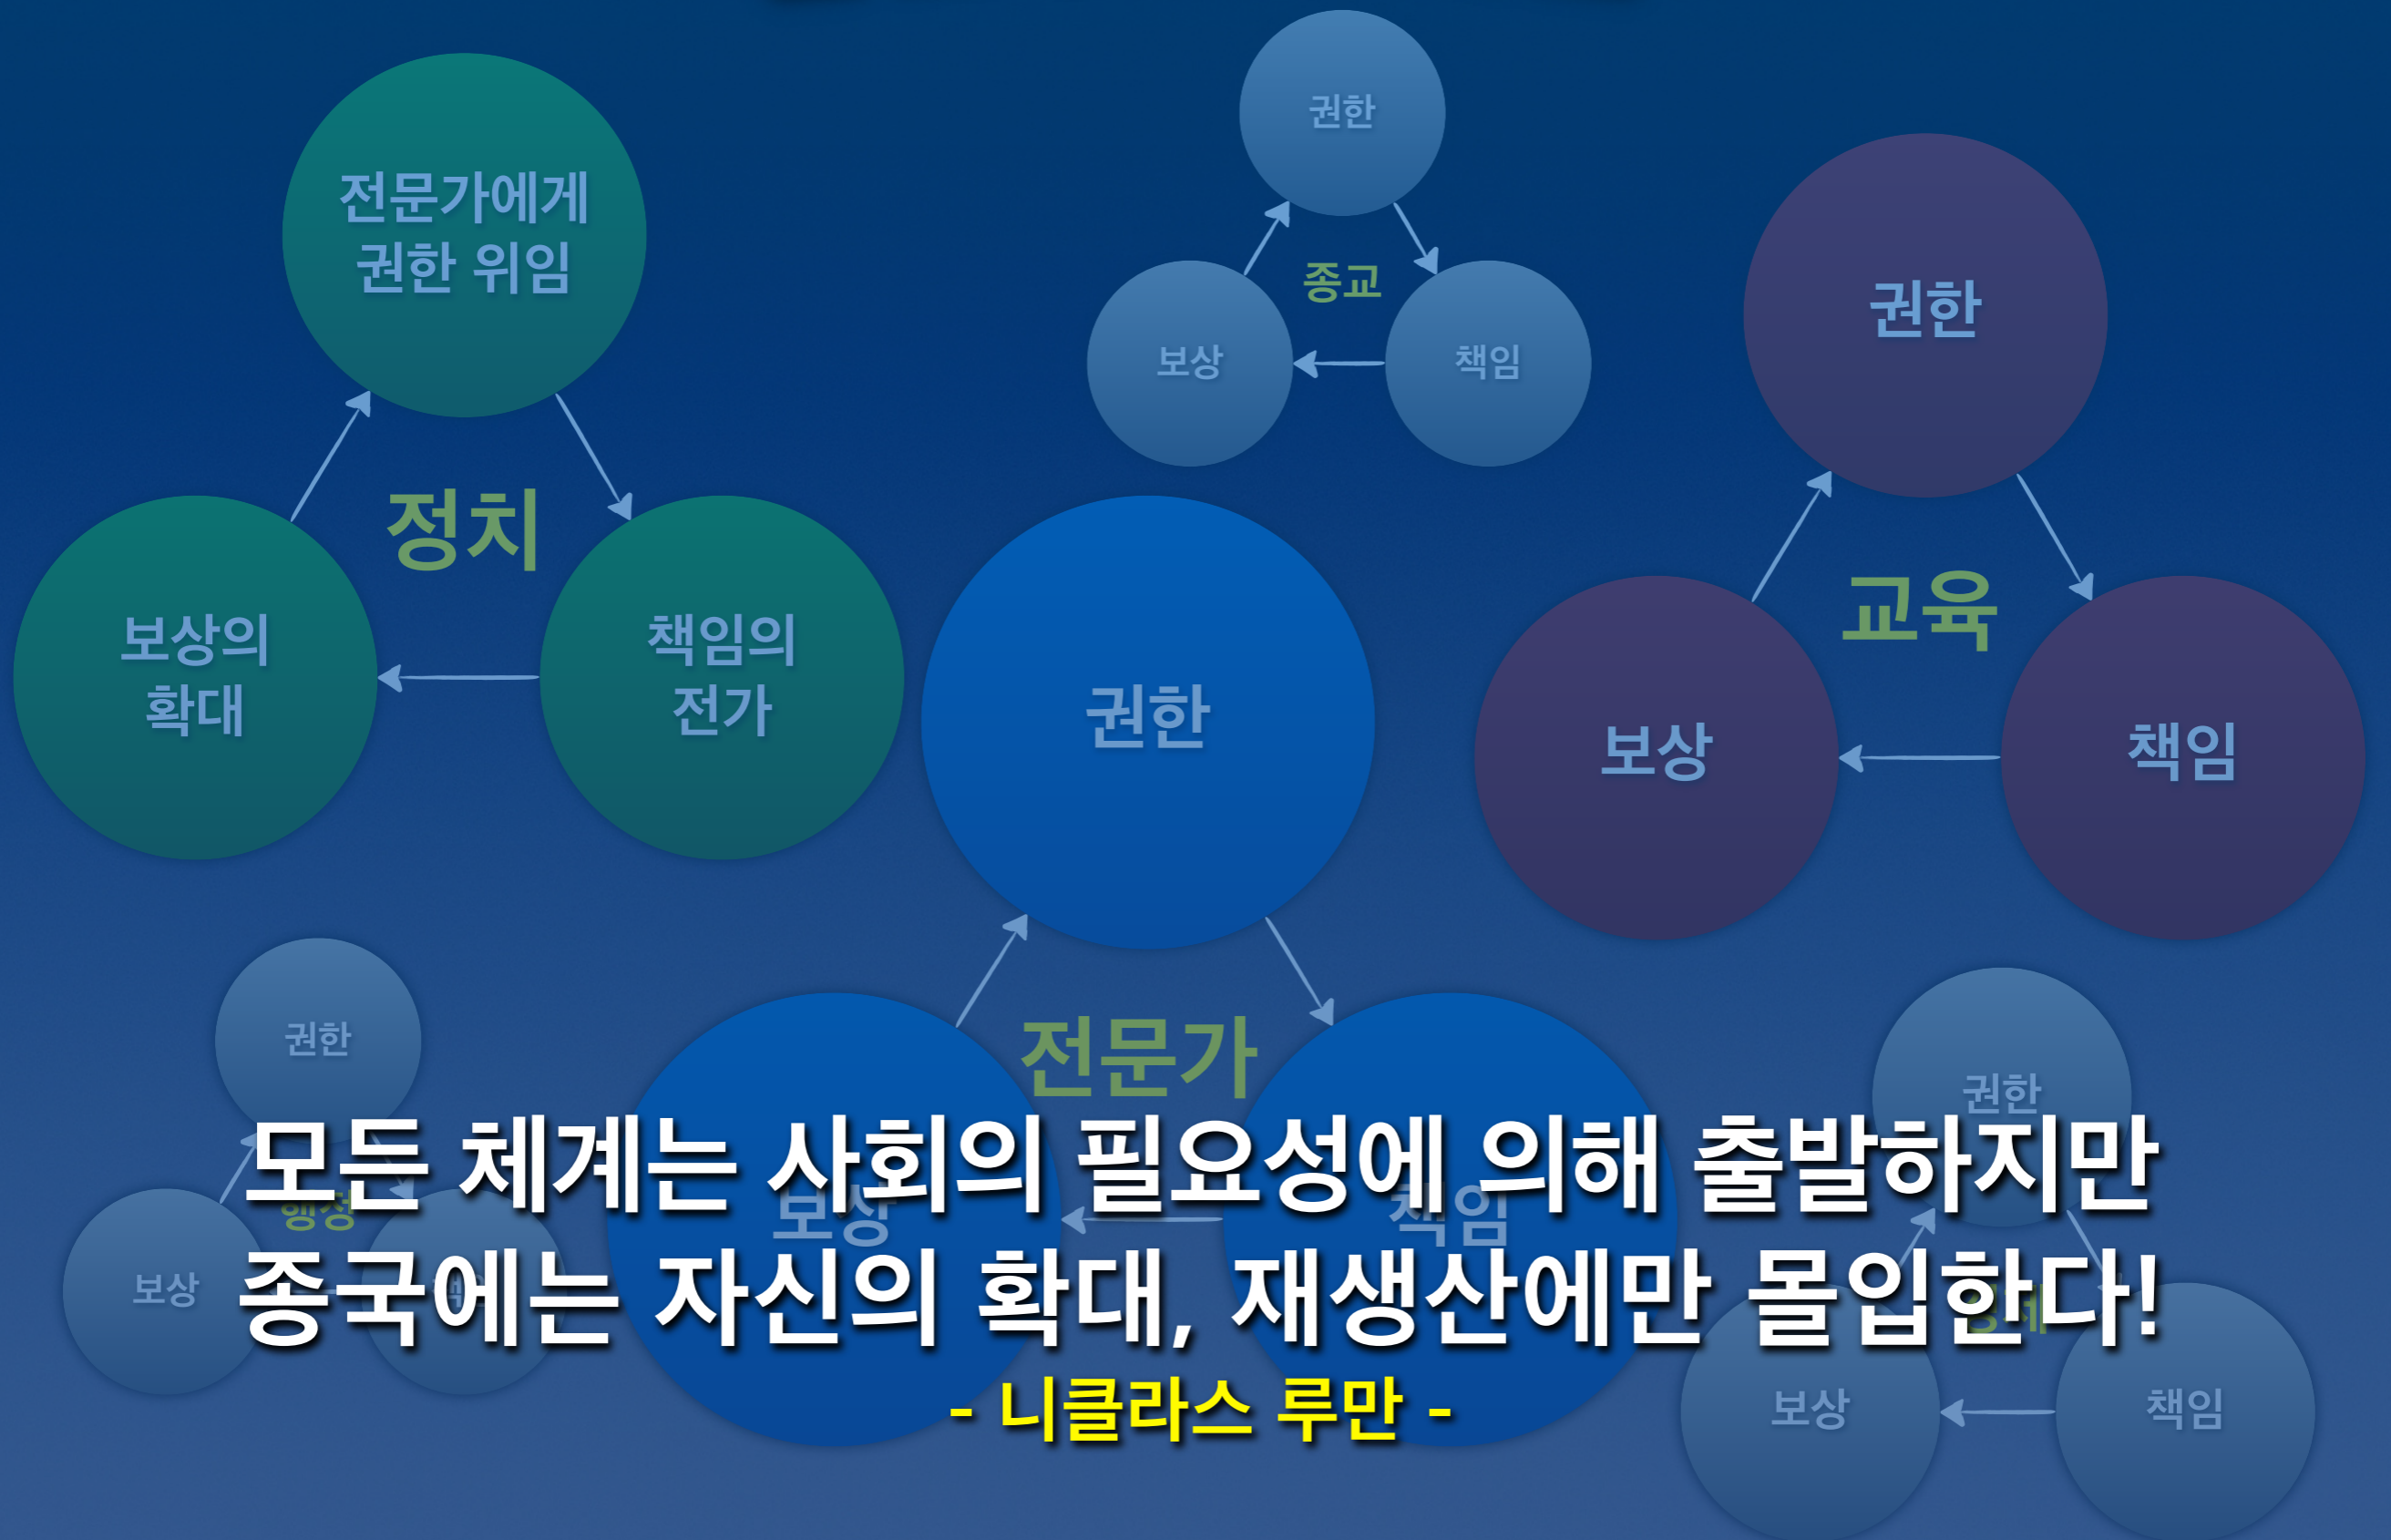 권한
보상
책임
종교
전문가에게
권한 위임
정치
보상의
확대
책임의
전가
권한
교육
보상
책임
권한
전문가
보상
책임
권한
보상
권한
보상
책임
모든 체계는 사회의 필요성에 의해 출발하지만
종국에는 자신의 확대, 재생산에만 몰입한다!
- 니클라스 루만 -